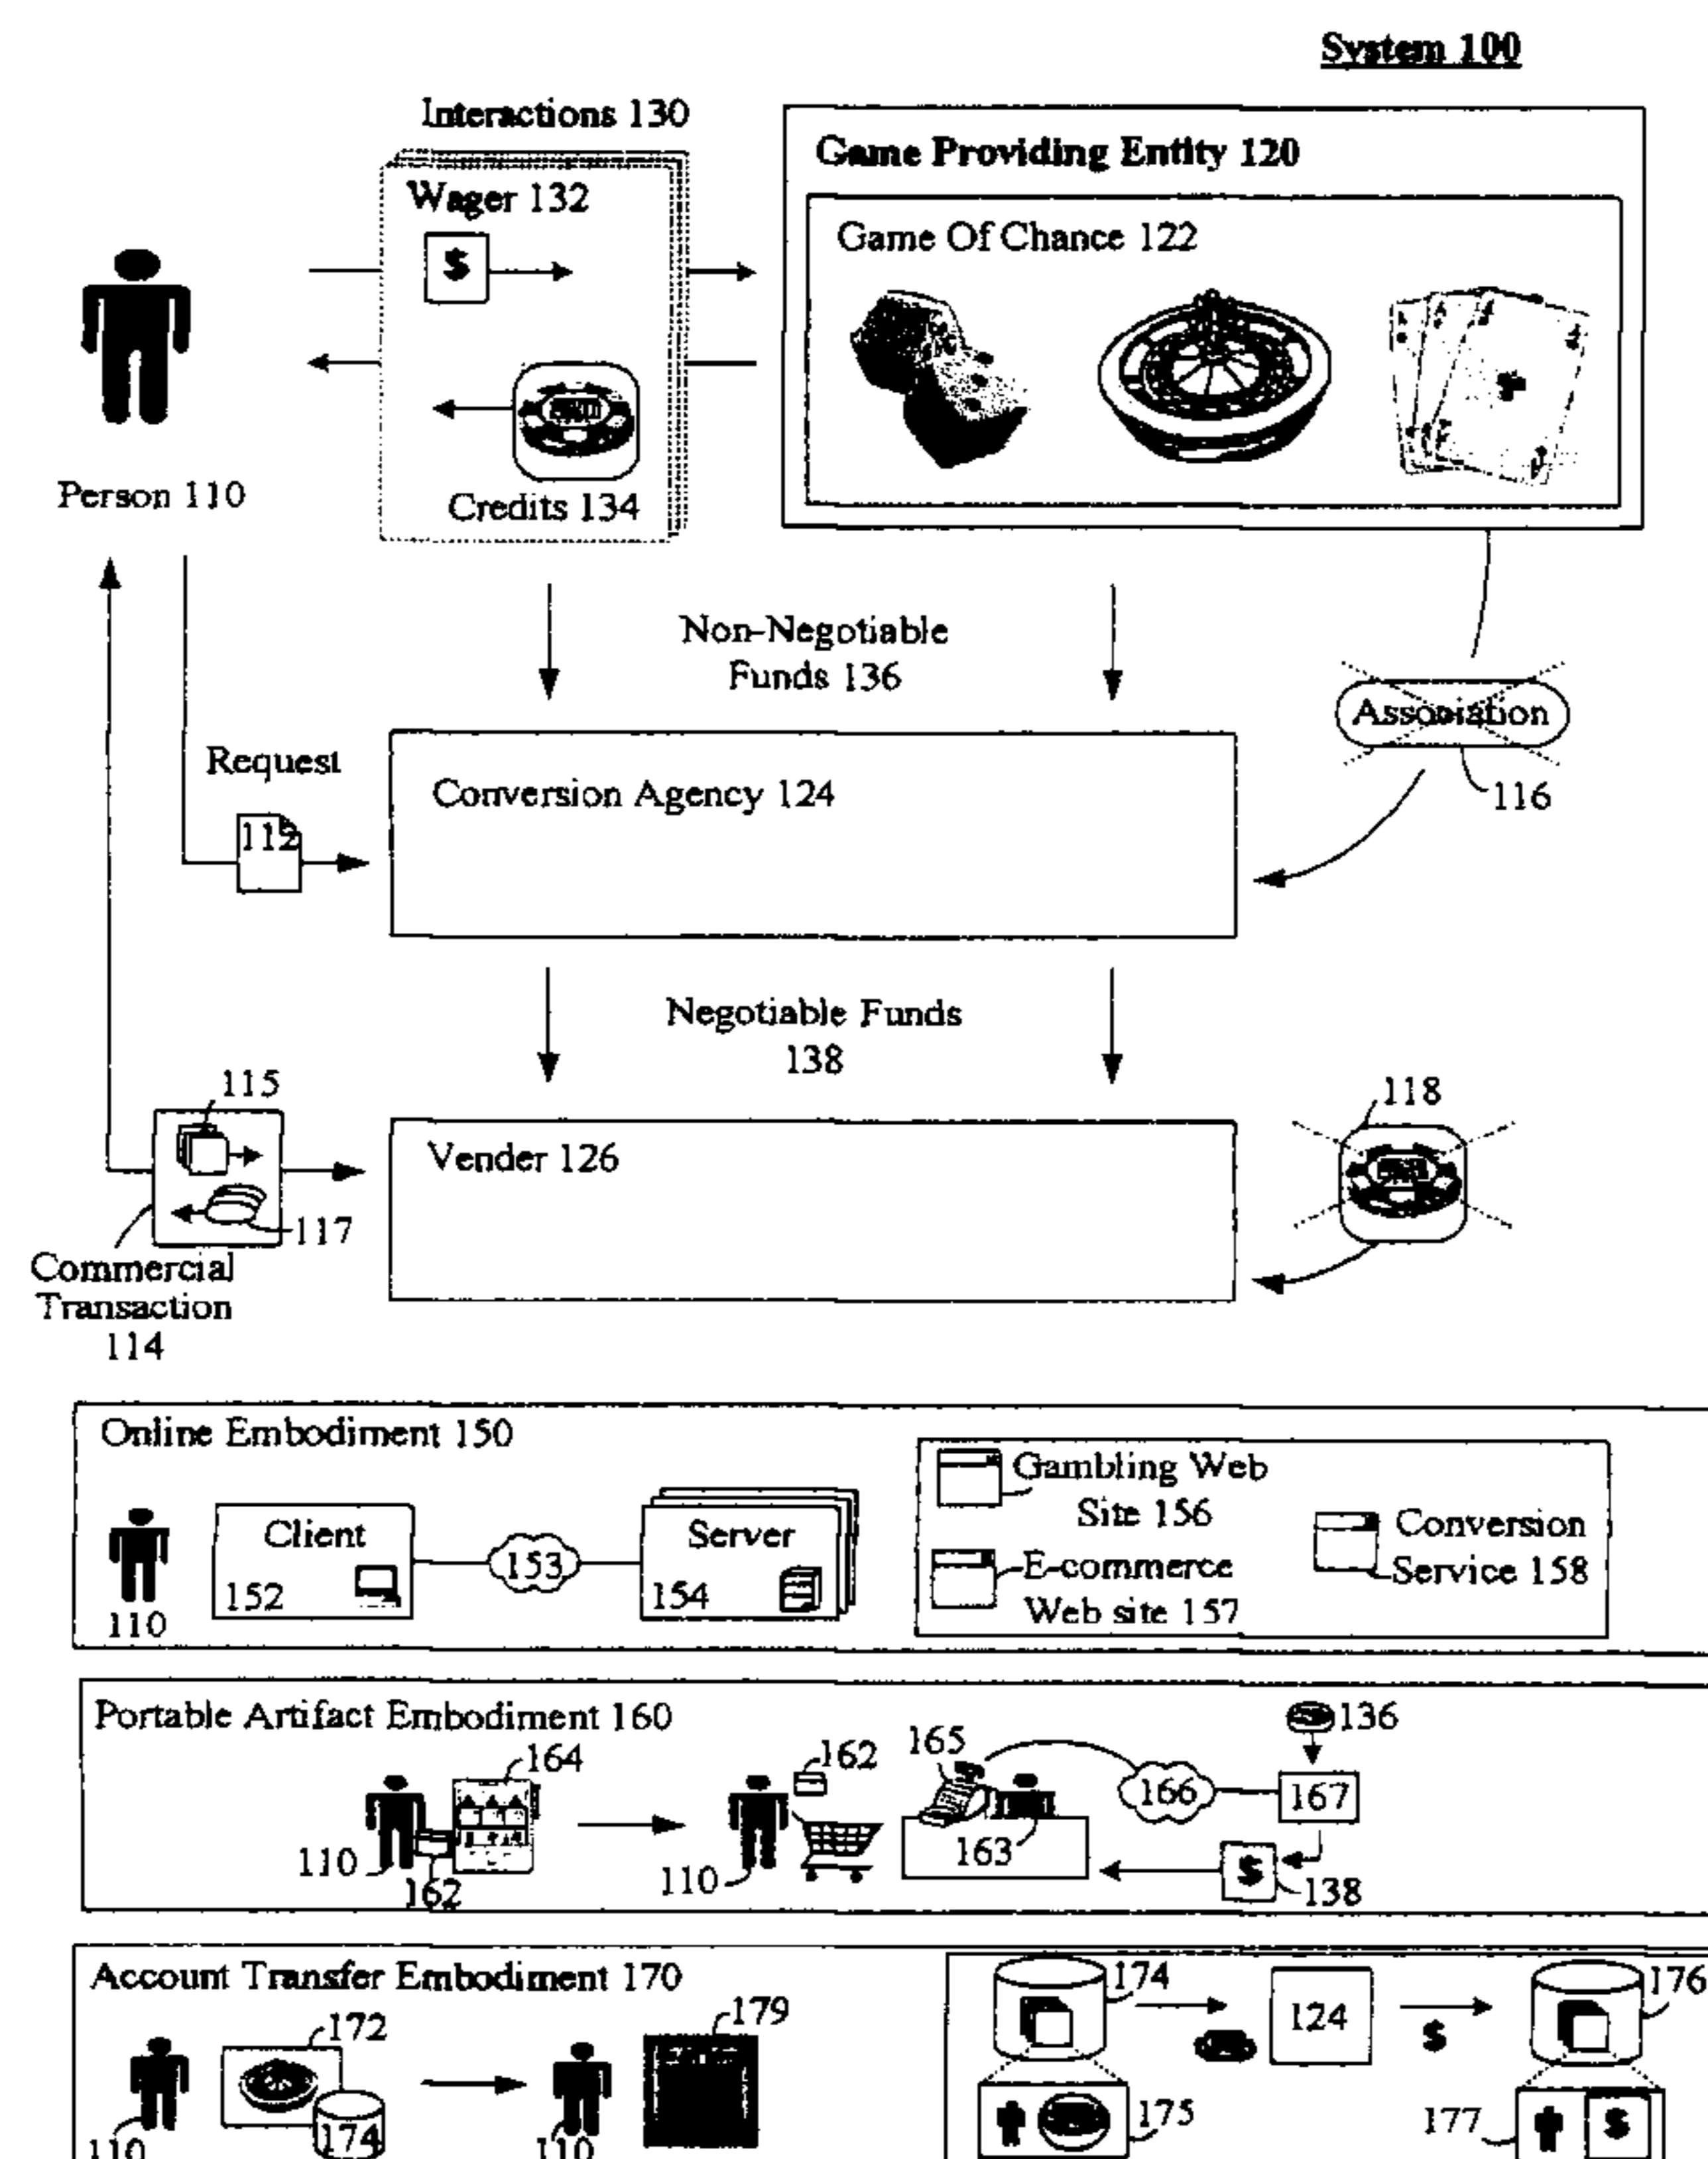 System 100
Interactions 130
Game Providing Entity 120
Wager 132
$
Game Of Chance 122
Person 110
Credits 134
Non-Negotiable
Funds 136
Association
116
Request
112
Conversion Agency 124
Negotiable Funds
138
115
117
Commercial
Transaction
114
Vender 126
118
Online Embodiment 150
110
Client
152
153
Server
154
Gambling Web
Site 156
E-commerce
Web site 157
Conversion
Service 158
Portable Artifact Embodiment 160
110
162
164
110
162
165
163
166
136
167
$
138
Account Transfer Embodiment 170
110
172
174
110
179
174
175
124
$
176
177
$